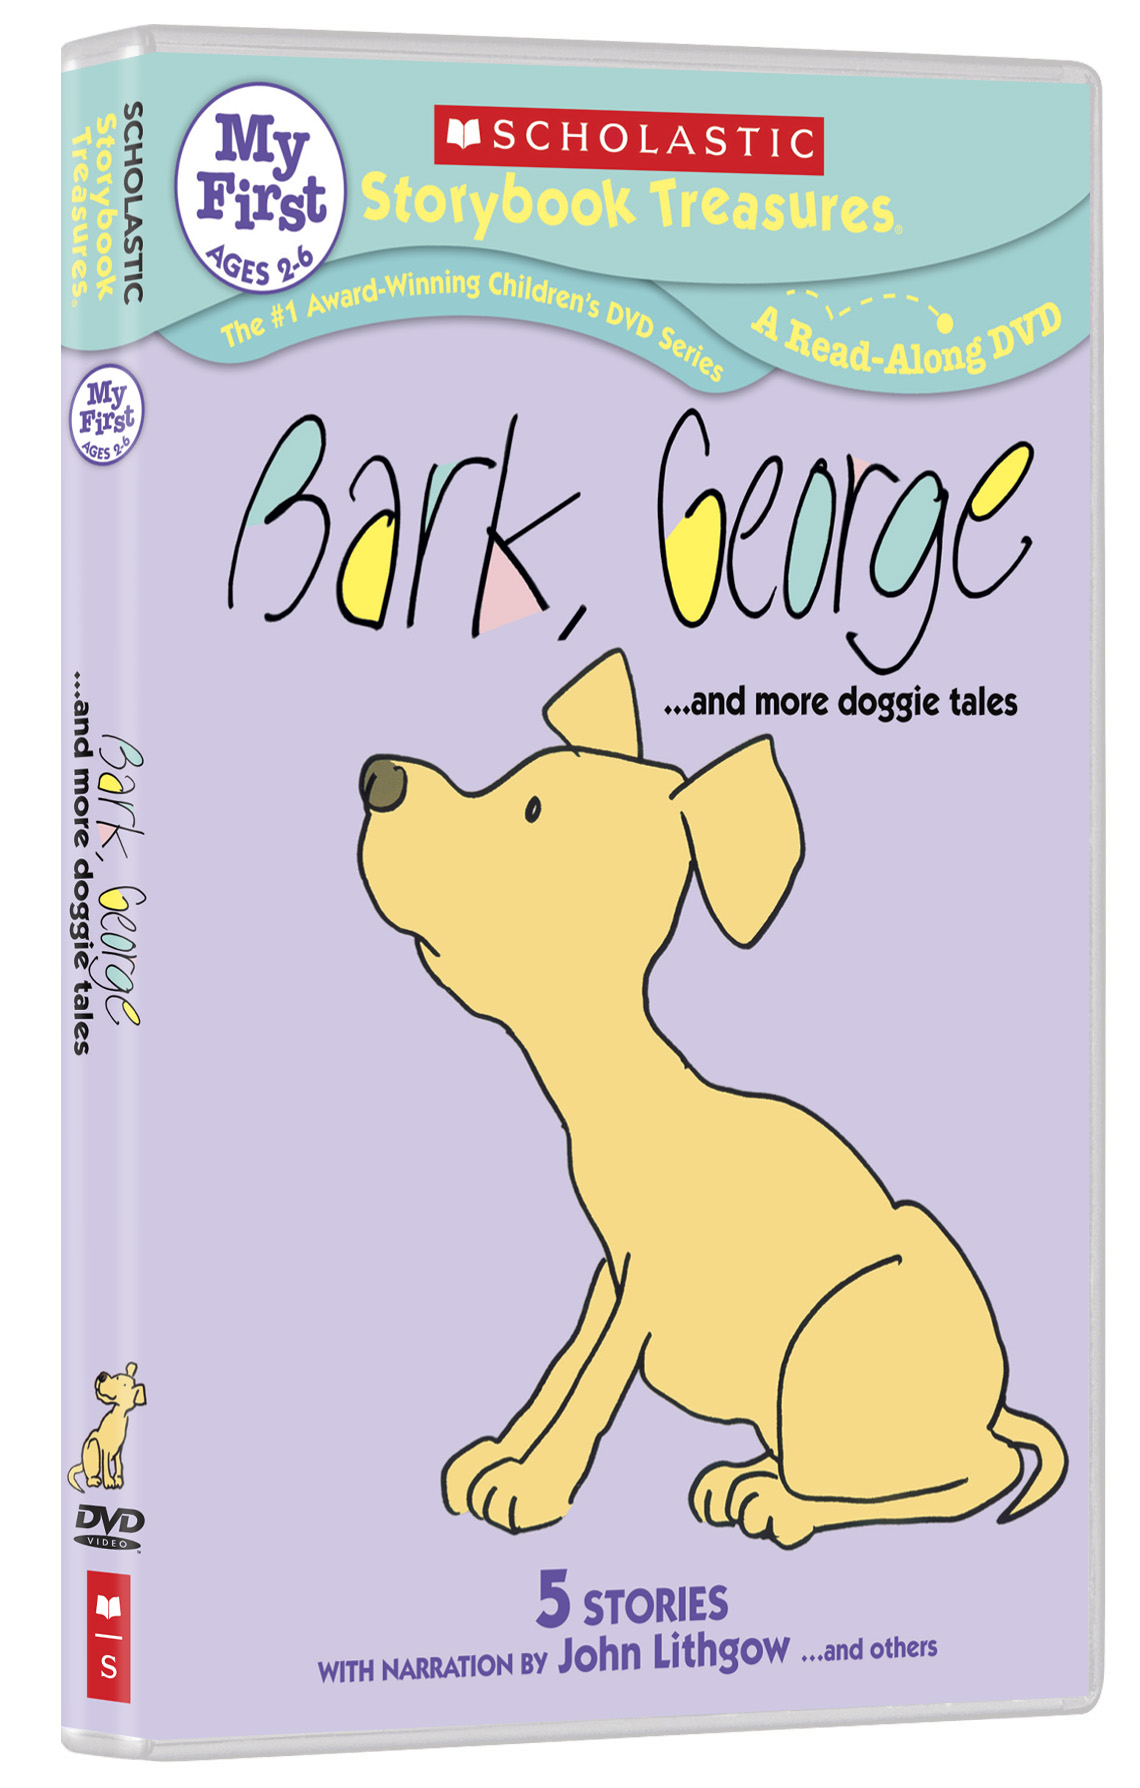 SCHOLASTIC
Storybook
Treasures®
My
First
AGES 2-6
...and more doggie tales
Bark, George
DVD
VIDEO™
S
My
First
AGES 2-6
SCHOLASTIC
Storybook Treasures®
The #1 Award-Winning Children's DVD Series
A Read-Along DVD
Bark, George
...and more doggie tales
5 STORIES
WITH NARRATION BY John Lithgow ...and others